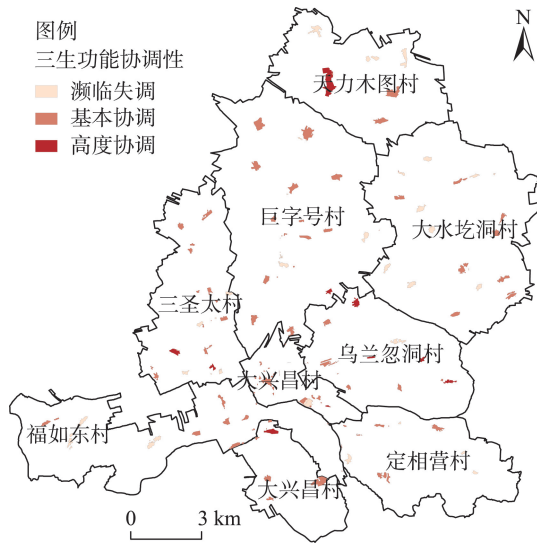 图例
三生功能协调性
濒临失调
基本协调
高度协调
N
天力木图村
巨字号村
大水圪洞村
三圣太村
乌兰忽洞村
大兴昌村
福如东村
定相营村
大兴昌村
0 3 km